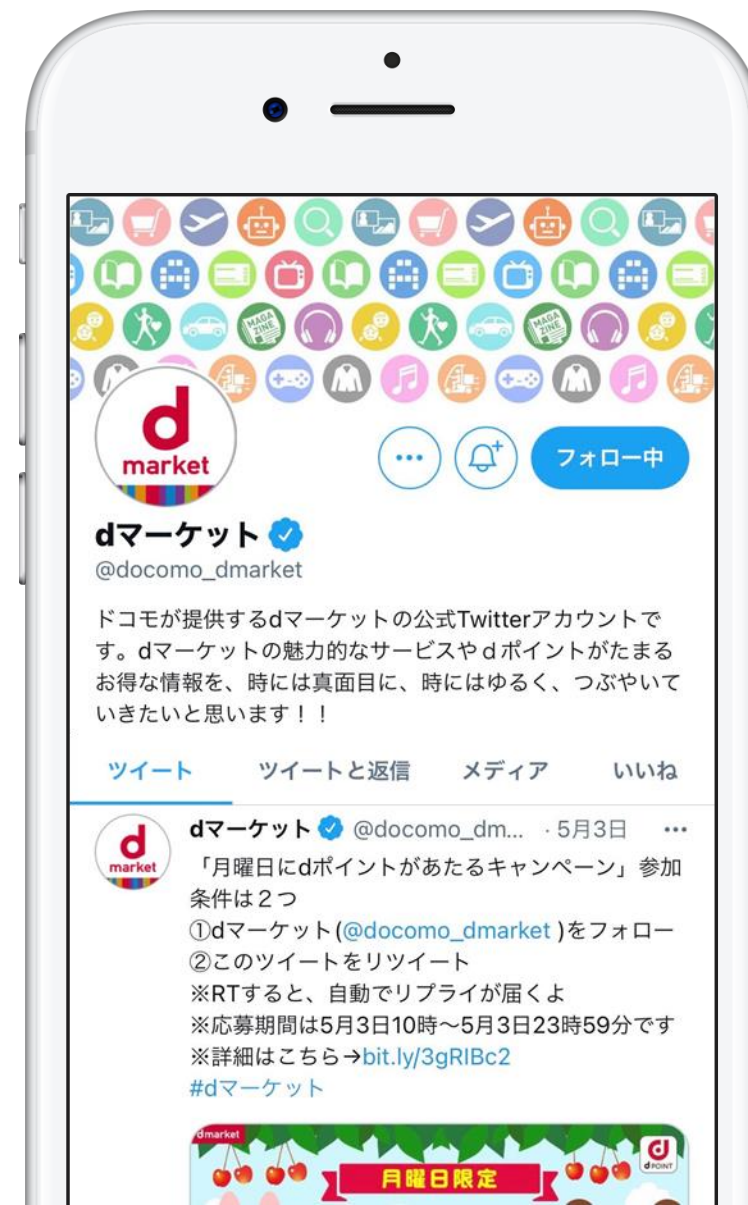 MAGAZINE
MAGAZINE
d
market
フォロー中
dマーケット
@docomo_dmarket
ドコモが提供するdマーケットの公式Twitterアカウントで
す。dマーケットの魅力的なサービスやｄポイントがたまる
お得な情報を、時には真面目に、時にはゆるく、つぶやいて
いきたいと思います！！
ツイート ツイートと返信 メディア いいね
d
market
dマーケット @docomo_dm... · 5月3日 ...
「月曜日にdポイントがあたるキャンペーン」参加
条件は２つ
①dマーケット(@docomo_dmarket )をフォロー
②このツイートをリツイート
※RTすると、自動でリプライが届くよ
※応募期間は5月3日10時〜5月3日23時59分です
※詳細はこちら→bit.ly/3gRIBc2
#dマーケット
dmarket
d POINT
月曜日限定